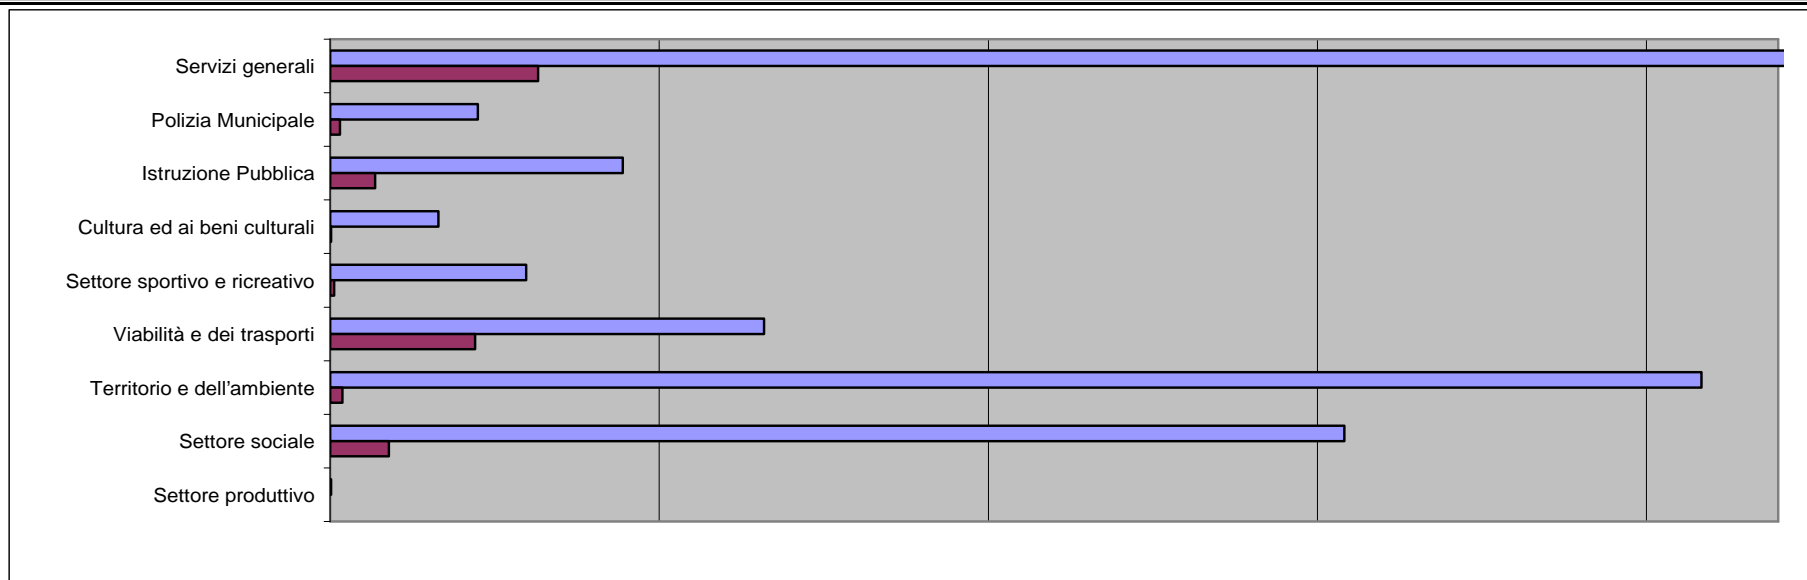 Servizi generali
Polizia Municipale
Istruzione Pubblica
Cultura ed ai beni culturali
Settore sportivo e ricreativo
Viabilità e dei trasporti
Territorio e dell’ambiente
Settore sociale
Settore produttivo